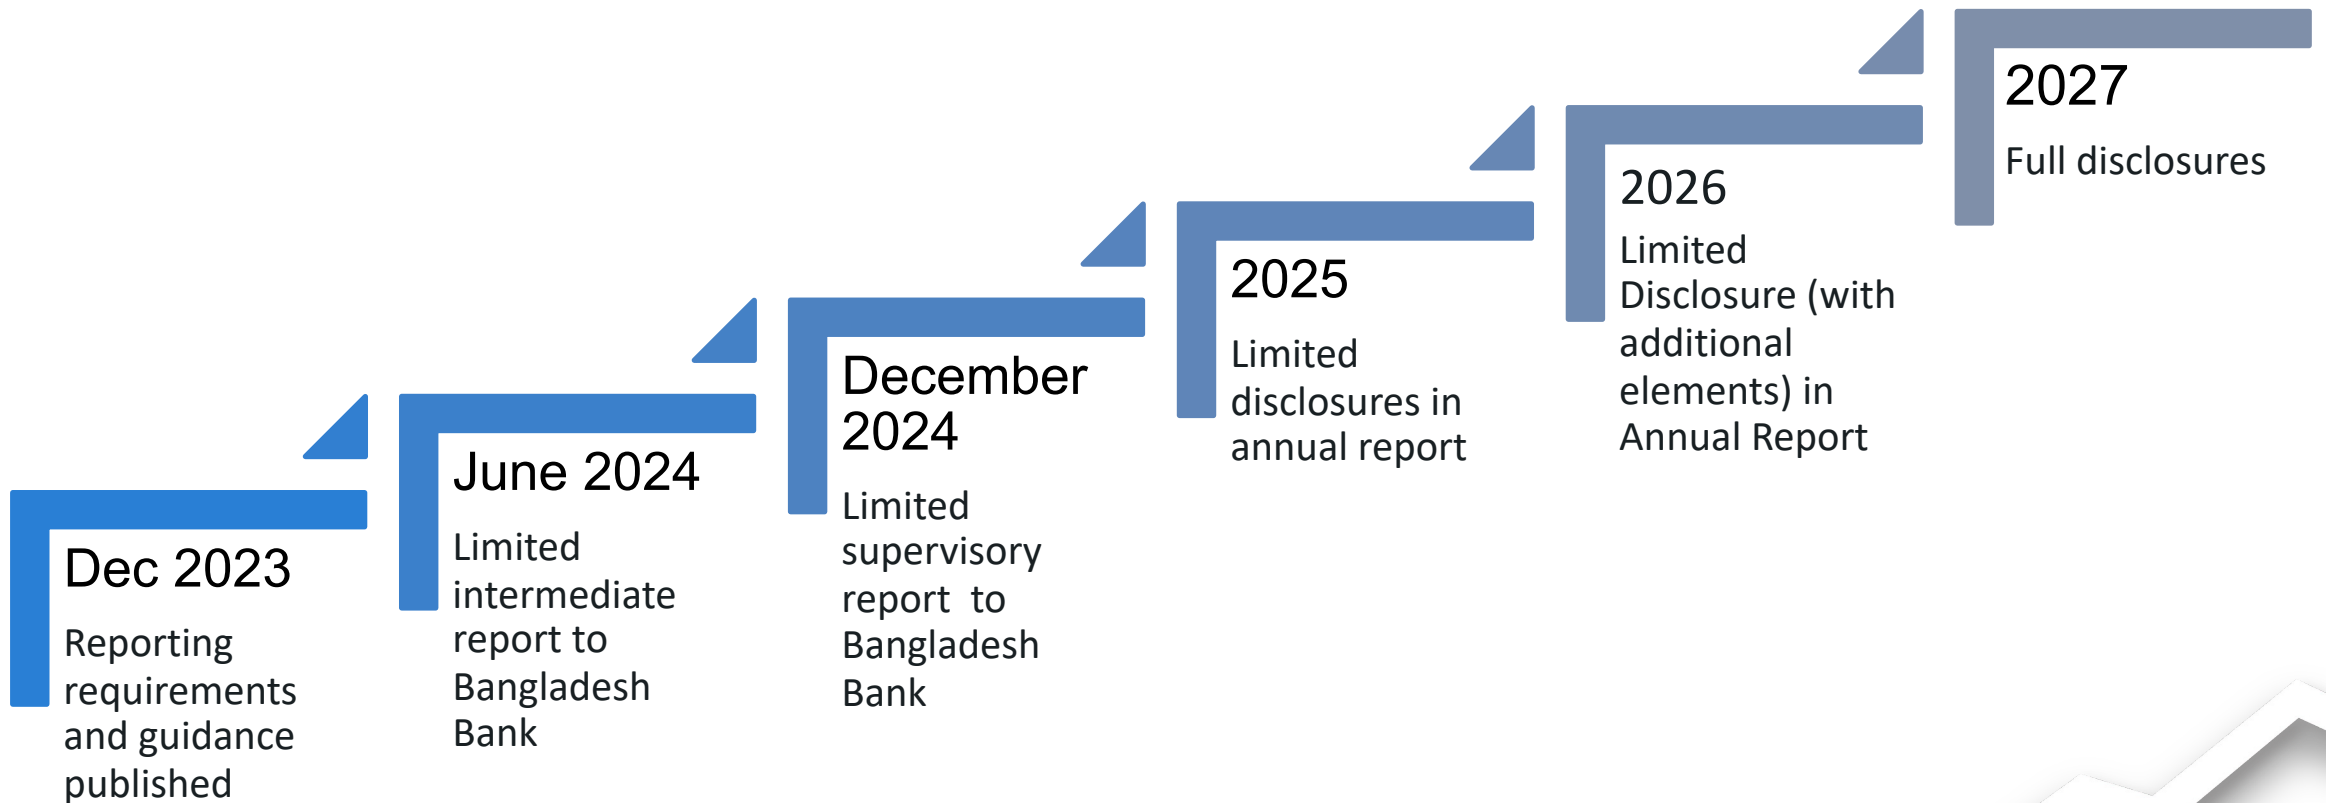 Dec 2023
Reporting
requirements
and guidance
published
June 2024
Limited
intermediate
report to
Bangladesh
Bank
December
2024
Limited
supervisory
report  to
Bangladesh
Bank
2025
Limited
disclosures in
annual report
2026
Limited
Disclosure (with
additional
elements) in
Annual Report
2027
Full disclosures